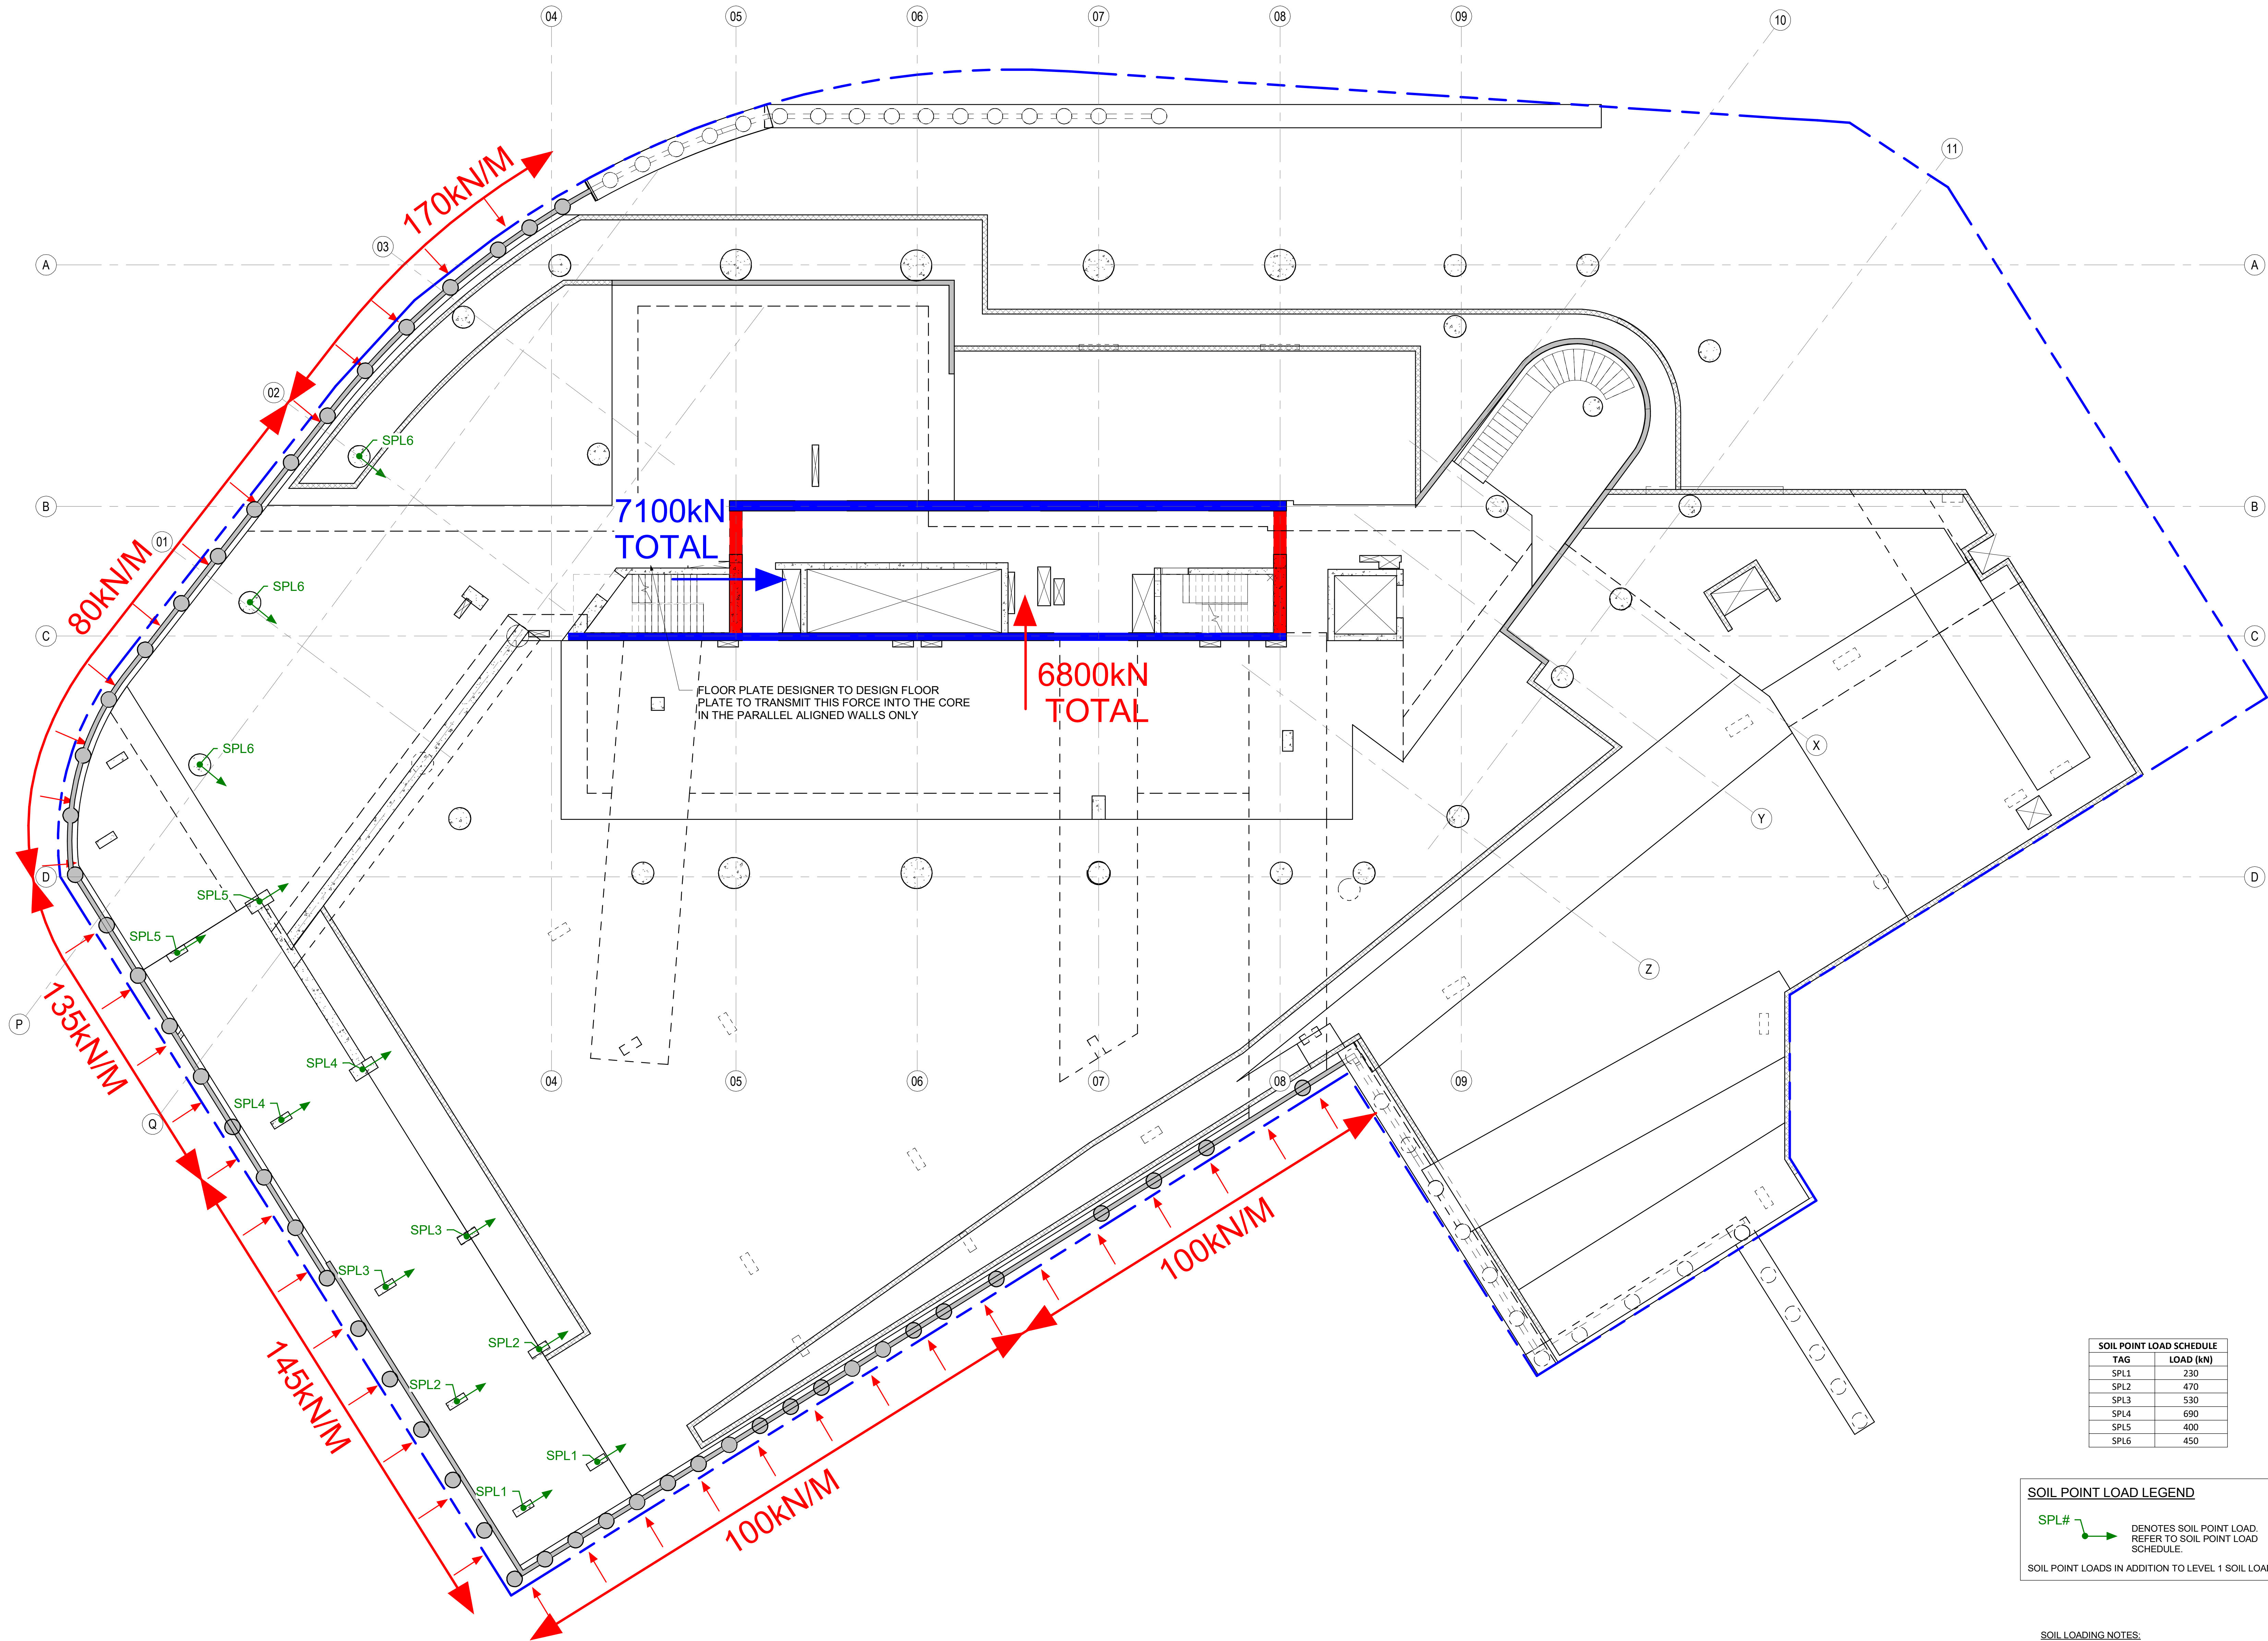 04
05
06
07
08
09
10
11
170kN/M
03
A
A
02
SPL6
B
7100kN
TOTAL
B
01
80kN/M
SPL6
C
C
6800kN
TOTAL
FLOOR PLATE DESIGNER TO DESIGN FLOOR
PLATE TO TRANSMIT THIS FORCE INTO THE CORE
IN THE PARALLEL ALIGNED WALLS ONLY
SPL6
X
Y
D
D
SPL5
SPL5
Z
P
135kN/M
SPL4
SPL4
Q
04
05
06
07
08
09
SPL3
SPL3
100kN/M
SPL2
SPL2
145kN/M
SPL1
SPL1
100kN/M
SOIL POINT LOAD SCHEDULE
TAG LOAD (kN)
SPL1 230
SPL2 470
SPL3 530
SPL4 690
SPL5 400
SPL6 450
SOIL POINT LOAD LEGEND
SPL#
DENOTES SOIL POINT LOAD.
REFER TO SOIL POINT LOAD
SCHEDULE.
SOIL POINT LOADS IN ADDITION TO LEVEL 1 SOIL
SOIL LOADING NOTES: